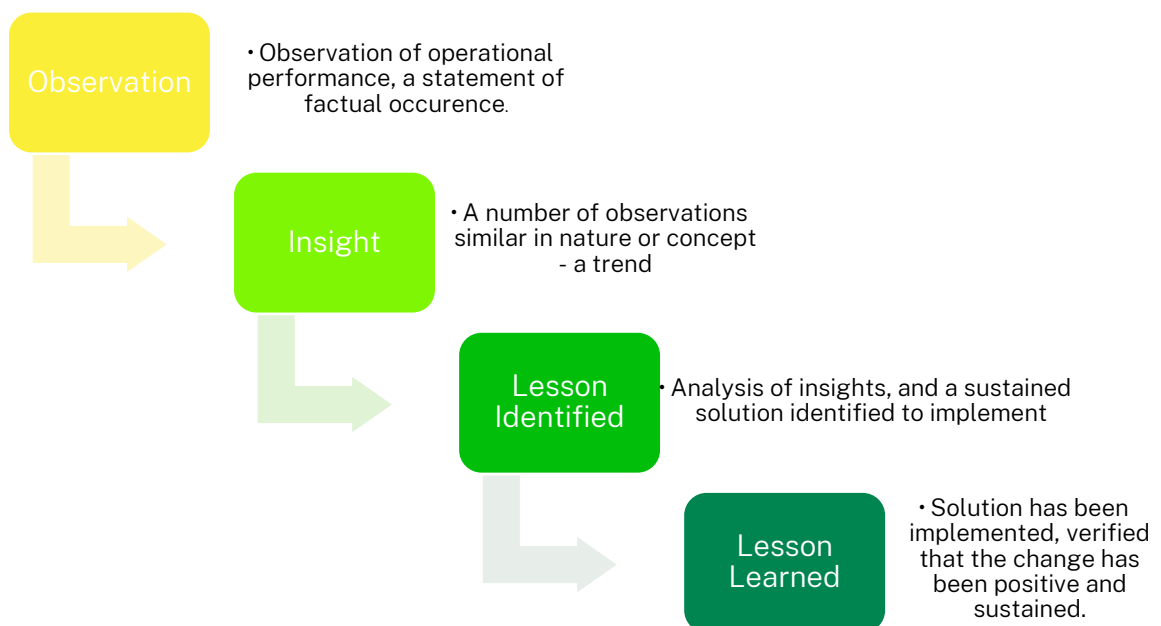 Observation
• Observation of operational
performance, a statement of
factual occurence.
Insight
• A number of observations
similar in nature or concept
- a trend
Lesson
Identified
• Analysis of insights, and a sustained
solution identified to implement
Lesson
Learned
• Solution has been
implemented, verified
that the change has
been positive and
sustained.